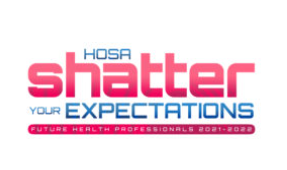 HOSA
shatter
YOUR EXPECTATIONS
FUTURE HEALTH PROFESSIONALS 2021-2022